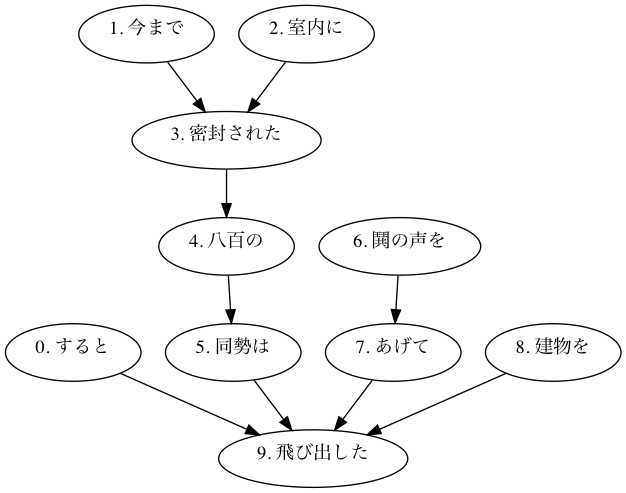 1. 今まで
2. 室内に
3. 密封された
4. 八百の
6. 鬨の声を
0. すると
5. 同勢は
7. あげて
8. 建物を
9. 飛び出した